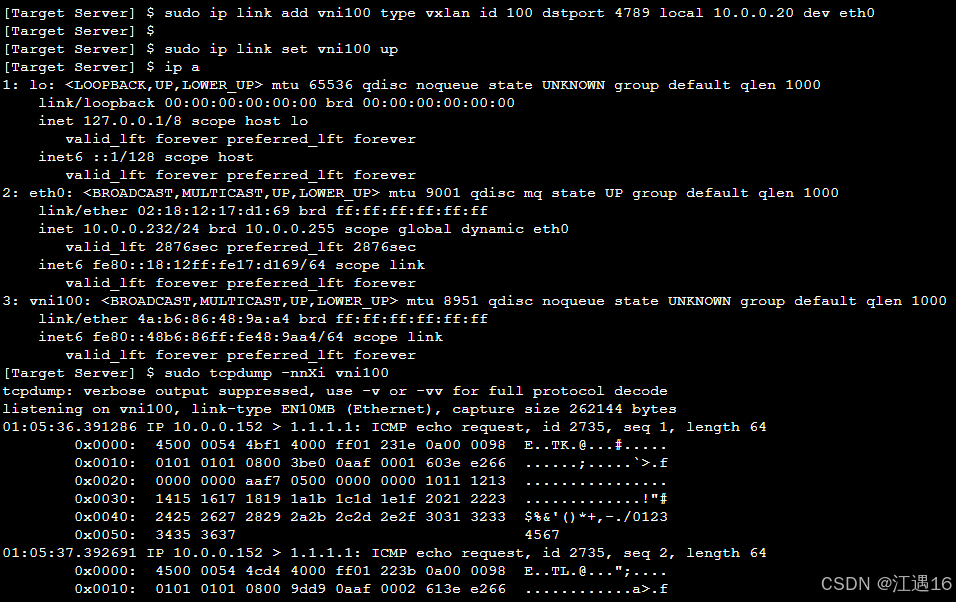 [Target Server] $ sudo ip link add vni100 type vxlan id 100 dstport 4789 local 10.0.0.20 dev eth0
[Target Server] $
[Target Server] $ sudo ip link set vni100 up
[Target Server] $ ip a
1: lo: <LOOPBACK,UP,LOWER_UP> mtu 65536 qdisc noqueue state UNKNOWN group default qlen 1000
    link/loopback 00:00:00:00:00:00 brd 00:00:00:00:00:00
    inet 127.0.0.1/8 scope host lo
       valid_lft forever preferred_lft forever
    inet6 ::1/128 scope host
       valid_lft forever preferred_lft forever
2: eth0: <BROADCAST,MULTICAST,UP,LOWER_UP> mtu 9001 qdisc mq state UP group default qlen 1000
    link/ether 02:18:12:17:d1:69 brd ff:ff:ff:ff:ff:ff
    inet 10.0.0.232/24 brd 10.0.0.255 scope global dynamic eth0
       valid_lft 2876sec preferred_lft 2876sec
    inet6 fe80::18:12ff:fe17:d169/64 scope link
       valid_lft forever preferred_lft forever
3: vni100: <BROADCAST,MULTICAST,UP,LOWER_UP> mtu 8951 qdisc noqueue state UNKNOWN group default qlen 1000
    link/ether 4a:b6:86:48:9a:a4 brd ff:ff:ff:ff:ff:ff
    inet6 fe80::48b6:86ff:fe48:9aa4/64 scope link
       valid_lft forever preferred_lft forever
[Target Server] $ sudo tcpdump -nnXi vni100
tcpdump: verbose output suppressed, use -v or -vv for full protocol decode
listening on vni100, link-type EN10MB (Ethernet), capture size 262144 bytes
01:05:36.391286 IP 10.0.0.152 > 1.1.1.1: ICMP echo request, id 2735, seq 1, length 64
        0x0000:  4500 0054 4bf1 4000 ff01 231e 0a00 0098  E..TK.@...#.....
        0x0010:  0101 0101 0800 3be0 0aaf 0001 603e e266  ......;.....`>.f
        0x0020:  0000 0000 aaf7 0500 0000 0000 1011 1213  ................
        0x0030:  1415 1617 1819 1a1b 1c1d 1e1f 2021 2223  .............!"#
        0x0040:  2425 2627 2829 2a2b 2c2d 2e2f 3031 3233  $%&'()*+,-./0123
        0x0050:  3435 3637                                4567
01:05:37.392691 IP 10.0.0.152 > 1.1.1.1: ICMP echo request, id 2735, seq 2, length 64
        0x0000:  4500 0054 4cd4 4000 ff01 223b 0a00 0098  E..TL.@...";....
        0x0010:  0101 0101 0800 9dd9 0aaf 0002 613e e266  ............a>.f
CSDN @江遇16